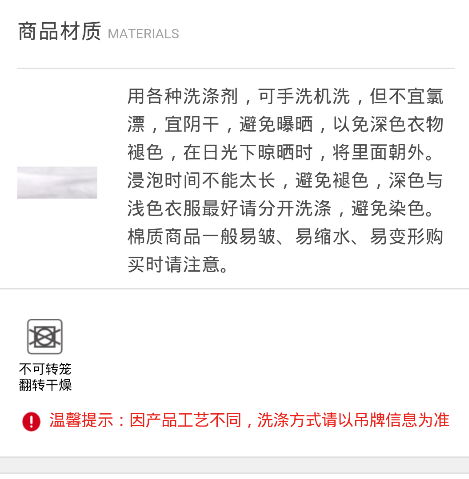 商品材质 MATERIALS
用各种洗涤剂，可手洗机洗，但不宜氯
漂，宜阴干，避免曝晒，以免深色衣物
褪色，在日光下晾晒时，将里面朝外。
浸泡时间不能太长，避免褪色，深色与
浅色衣服最好请分开洗涤，避免染色。
棉质商品一般易皱、易缩水、易变形购
买时请注意。
不可转笼
翻转干燥
温馨提示：因产品工艺不同，洗涤方式请以吊牌信息为准